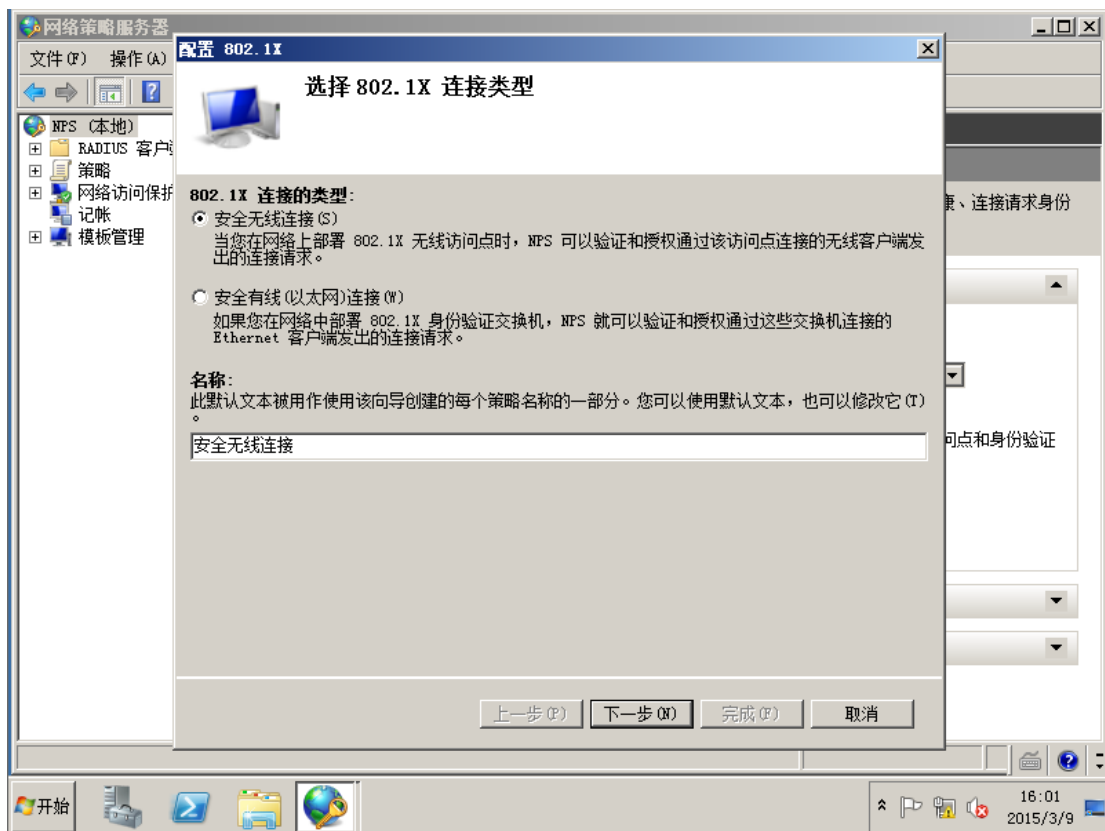 网络策略服务器
文件(F) 操作(A)
配置 802.1X
选择 802.1X 连接类型
NPS (本地)
RADIUS 客户
策略
网络访问保护
记帐
模板管理
802.1X 连接的类型:
安全无线连接(S)
当您在网络上部署 802.1X 无线访问点时，NPS 可以验证和授权通过该访问点连接的无线客户端发
出的连接请求。
安全有线(以太网)连接(W)
如果您在网络中部署 802.1X 身份验证交换机，NPS 就可以验证和授权通过这些交换机连接的
Ethernet 客户端发出的连接请求。
名称:
此默认文本被用作使用该向导创建的每个策略名称的一部分。您可以使用默认文本，也可以修改它(T)
。
安全无线连接
、连接请求身份
和身份验证
上一步(P) 下一步(N) 完成(F) 取消
开始
16:01
2015/3/9